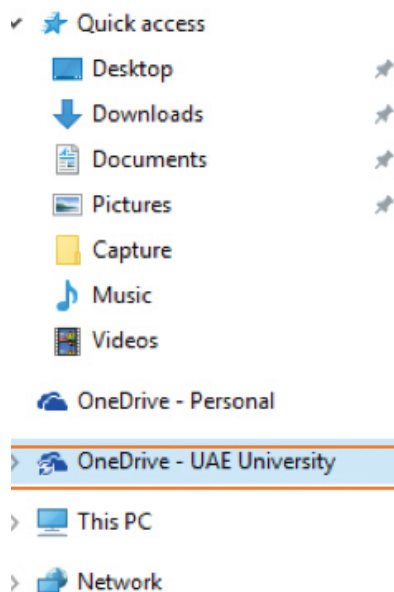 Quick access
Desktop
Downloads
Documents
Pictures
Capture
Music
Videos
OneDrive - Personal
OneDrive - UAE University
This PC
Network